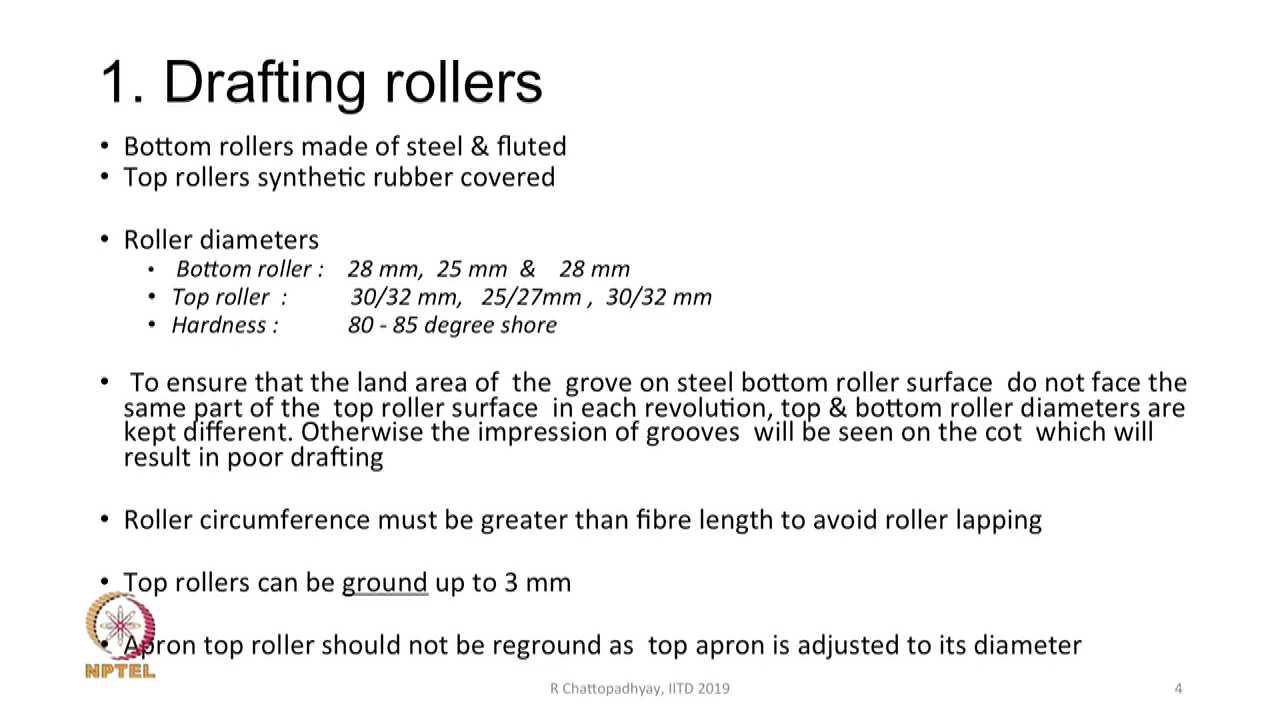 1. Drafting rollers
• Bottom rollers made of steel & fluted
• Top rollers synthetic rubber covered
• Roller diameters
• Bottom roller : 28 mm, 25 mm & 28 mm
• Top roller : 30/32 mm, 25/27mm , 30/32 mm
• Hardness : 80 - 85 degree shore
• To ensure that the land area of the grove on steel bottom roller surface do not face the
same part of the top roller surface in each revolution, top & bottom roller diameters are
kept different. Otherwise the impression of grooves will be seen on the cot which will
result in poor drafting
• Roller circumference must be greater than fibre length to avoid roller lapping
• Top rollers can be ground up to 3 mm
• Apron top roller should not be reground as top apron is adjusted to its diameter
NPTEL
R Chattopadhyay, IITD 2019
4